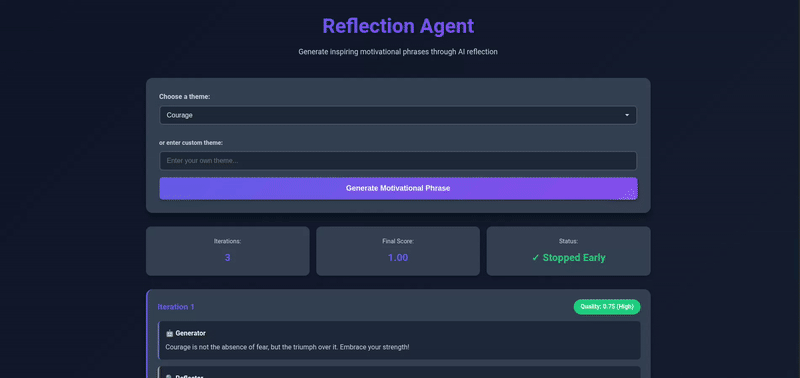 Reflection Agent
Generate inspiring motivational phrases through AI reflection
Choose a theme:
Courage
or enter custom theme:
Enter your own theme...
Generate Motivational Phrase
Iterations:
3
Final Score:
1.00
Status:
✓ Stopped Early
Iteration 1
Quality: 0.75 (High)
🤖 Generator
Courage is not the absence of fear, but the triumph over it. Embrace your strength!